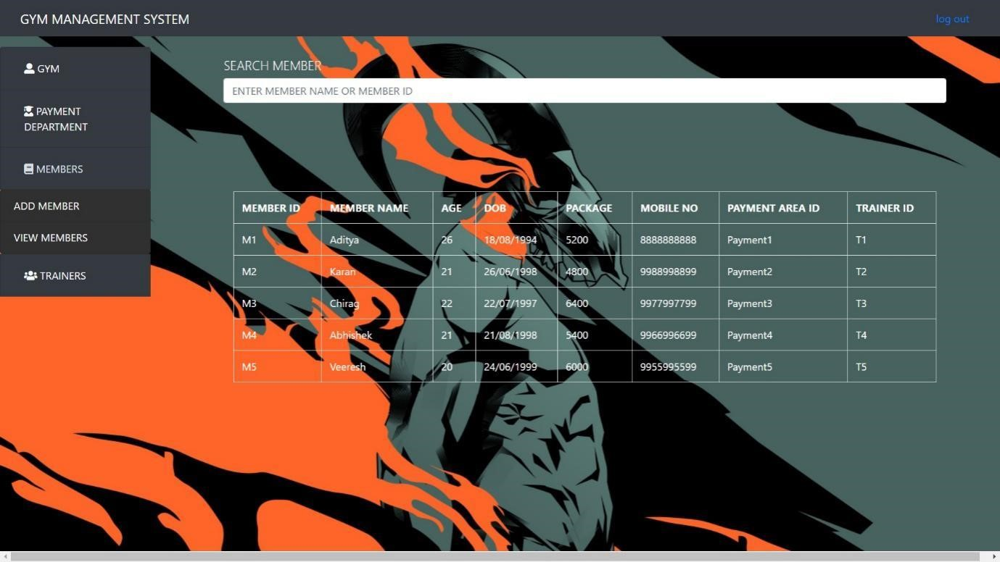 GYM MANAGEMENT SYSTEM
log out
GYM
PAYMENT
DEPARTMENT
MEMBERS
ADD MEMBER
VIEW MEMBERS
TRAINERS
SEARCH MEMBER
ENTER MEMBER NAME OR MEMBER ID
MEMBER ID MEMBER NAME AGE DOB PACKAGE MOBILE NO PAYMENT AREA ID TRAINER ID
M1 Aditya 26 18/08/1994 5200 8888888888 Payment1 T1
M2 Karan 21 26/06/1998 4800 9988998899 Payment2 T2
M3 Chirag 22 22/07/1997 6400 9977997799 Payment3 T3
M4 Abhishek 21 21/08/1998 5400 9966996699 Payment4 T4
M5 Veeresh 20 24/06/1999 6000 9955995599 Payment5 T5